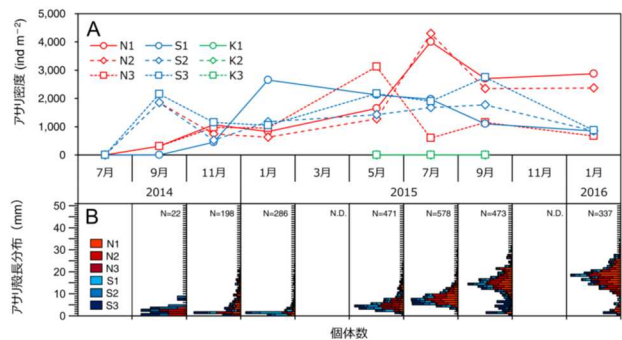 A
アサリ密度 (ind m⁻²)
5,000
4,000
3,000
2,000
1,000
0
N1 S1 K1
N2 S2 K2
N3 S3 K3
7月 9月 11月 1月 3月 5月 7月 9月 11月 1月
2014 2015 2016
B
アサリ殻長分布 (mm)
50
40
30
20
10
0
N=22 N=198 N=286 N.D. N=471 N=578 N=473 N.D. N=337
N1
N2
N3
S1
S2
S3
個体数